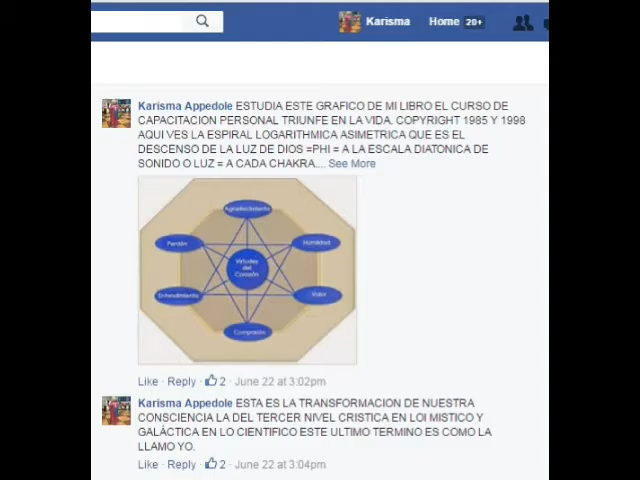 Karisma Home 20+
Karisma Appedole ESTUDIA ESTE GRAFICO DE MI LIBRO EL CURSO DE
CAPACITACION PERSONAL TRIUNFE EN LA VIDA. COPYRIGHT 1985 Y 1998
AQUI VES LA ESPIRAL LOGARITHMICA ASIMETRICA QUE ES EL
DESCENSO DE LA LUZ DE DIOS =PHI = A LA ESCALA DIATONICA DE
SONIDO O LUZ = A CADA CHAKRA.... See More
Agradecimiento
Perdón
Humildad
Virtudes
del
Corazón
Entendimiento
Valor
Compasión
Like · Reply · 2 · June 22 at 3:02pm
Karisma Appedole ESTA ES LA TRANSFORMACION DE NUESTRA
CONSCIENCIA LA DEL TERCER NIVEL CRISTICA EN LOI MISTICO Y
GALÁCTICA EN LO CIENTIFICO ESTE ULTIMO TERMINO ES COMO LA
LLAMO YO.
Like · Reply · 2 · June 22 at 3:04pm